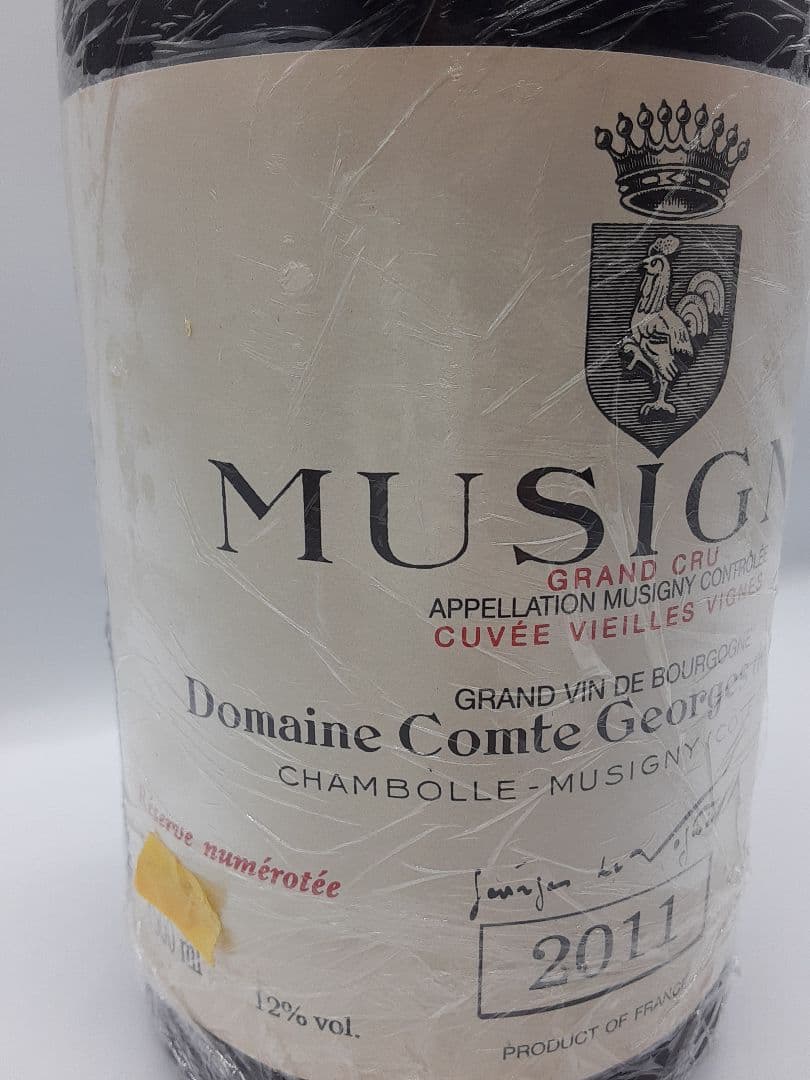 MUSIGN
GRAND CRU
APPELLATION MUSIGNY CONTRÔLÉE
CUVÉE VIEILLES VIGNES
GRAND VIN DE BOURGOGNE
Domaine Comte Georges
CHAMBOLLE-MUSIGNY
Réserve numérotée
2011
12% vol.
PRODUCT OF FRANCE